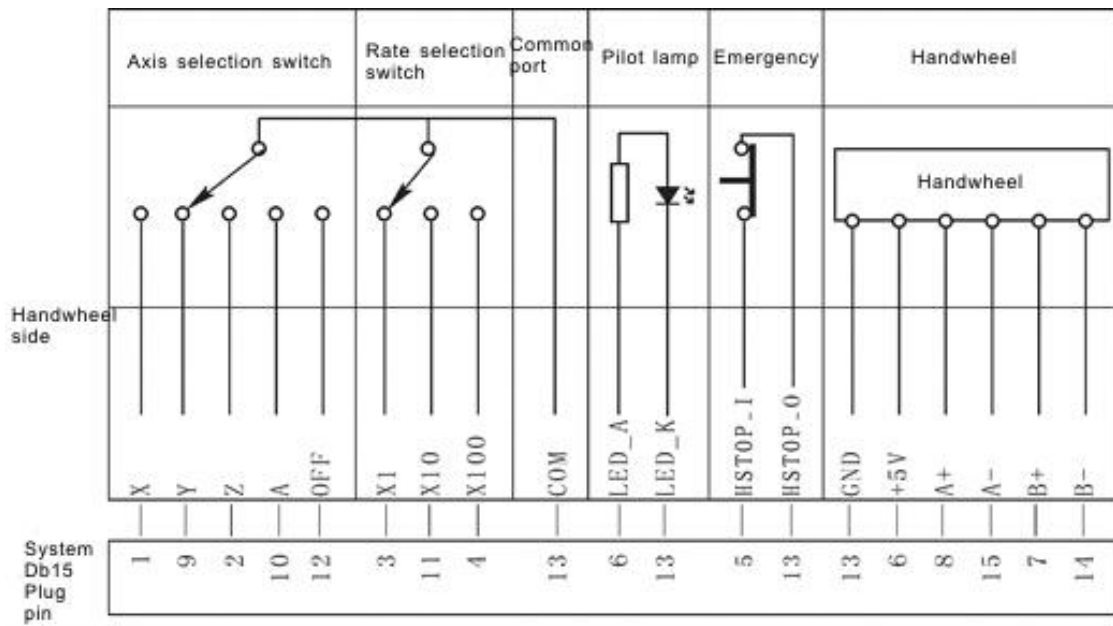 Axis selection switch
Rate selection
switch
Common
port
Pilot lamp
Emergency
Handwheel
Handwheel
Handwheel
side
X
Y
Z
A
OFF
X1
X10
X100
COM
LED_A
LED_K
HSTOP_I
HSTOP_O
GND
+5V
A+
A-
B+
B-
System
Db15
Plug
pin
1
9
2
10
12
3
11
4
13
6
13
5
13
13
6
8
15
7
14